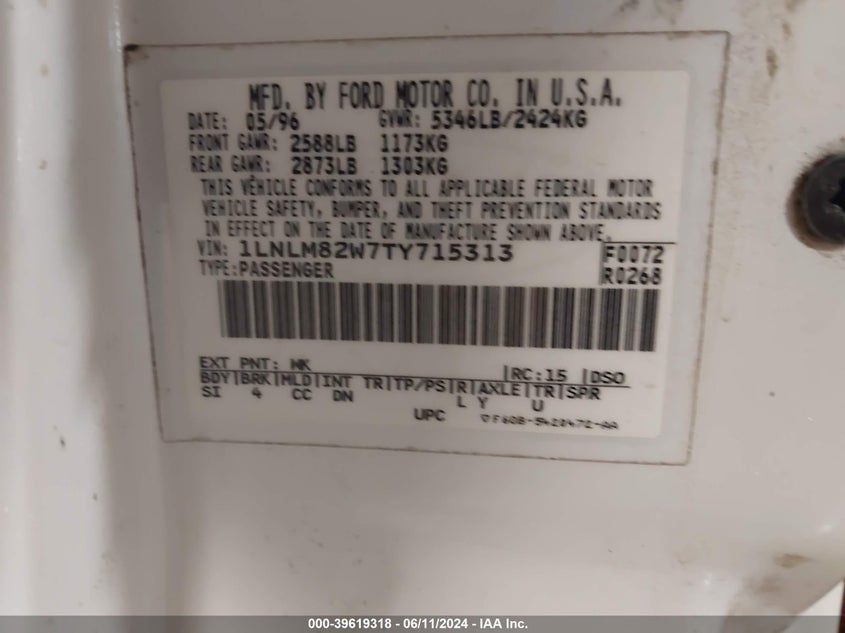 MFD. BY FORD MOTOR CO. IN U.S.A.
DATE: 05/96 GVWR: 5346LB/2424KG
FRONT GAWR: 2588LB 1173KG
REAR GAWR: 2873LB 1303KG
THIS VEHICLE CONFORMS TO ALL APPLICABLE FEDERAL MOTOR
VEHICLE SAFETY, BUMPER, AND THEFT PREVENTION STANDARDS
IN EFFECT ON THE DATE OF MANUFACTURE SHOWN ABOVE.
VIN: 1LNLM82W7TY715313 F0072
TYPE: PASSENGER R0268
EXT PNT: WK RC: 15 DSO
BDY BRK MLD INT TR TP/PS R AXLE TR SPR
SI 4 CC DN L Y U
UPC
000-39619318 - 06/11/2024 - IAA Inc.